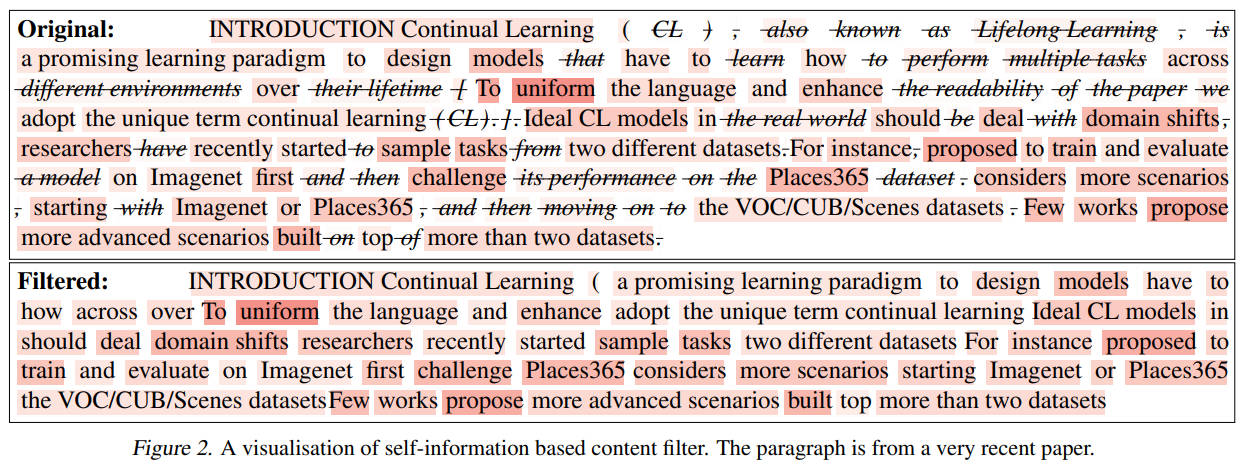 Original: INTRODUCTION Continual Learning ( CL ) , also known as Lifelong Learning , is
a promising learning paradigm to design models that have to learn how to perform multiple tasks across
different environments over their lifetime [ To uniform the language and enhance the readability of the paper we
adopt the unique term continual learning (CL). ]. Ideal CL models in the real world should be deal with domain shifts,
researchers have recently started to sample tasks from two different datasets. For instance, proposed to train and evaluate
a model on Imagenet first and then challenge its performance on the Places365 dataset . considers more scenarios
, starting with Imagenet or Places365 , and then moving on to the VOC/CUB/Scenes datasets . Few works propose
more advanced scenarios built on top of more than two datasets.
Filtered: INTRODUCTION Continual Learning ( a promising learning paradigm to design models have to
how across over To uniform the language and enhance adopt the unique term continual learning Ideal CL models in
should deal domain shifts researchers recently started sample tasks two different datasets For instance proposed to
train and evaluate on Imagenet first challenge Places365 considers more scenarios starting Imagenet or Places365
the VOC/CUB/Scenes datasets Few works propose more advanced scenarios built top more than two datasets
Figure 2. A visualisation of self-information based content filter. The paragraph is from a very recent paper.